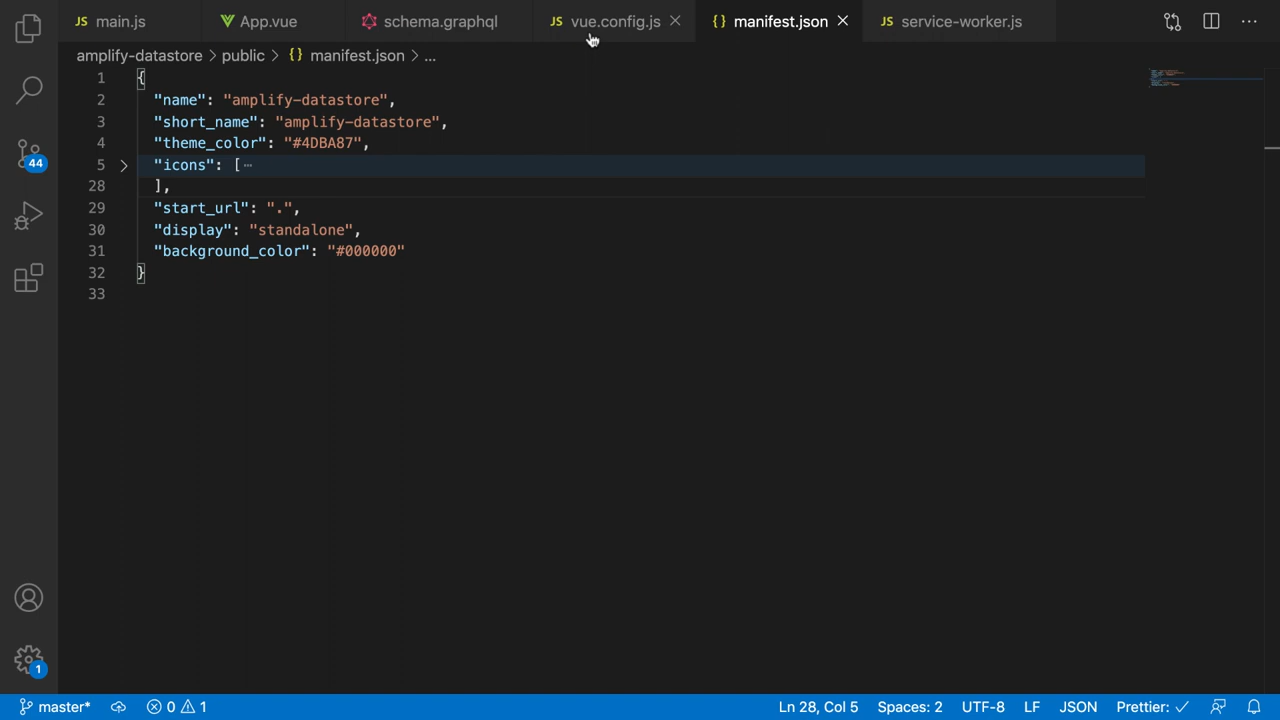 JS main.js App.vue schema.graphql JS vue.config.js {} manifest.json JS service-worker.js
amplify-datastore > public > {} manifest.json > ...
1 {
2 "name": "amplify-datastore",
3 "short_name": "amplify-datastore",
4 "theme_color": "#4DBA87",
5 "icons": [⋯
28 ],
29 "start_url": ".",
30 "display": "standalone",
31 "background_color": "#000000"
32 }
33
44
1
master* 0 1 Ln 28, Col 5 Spaces: 2 UTF-8 LF JSON Prettier: ✓